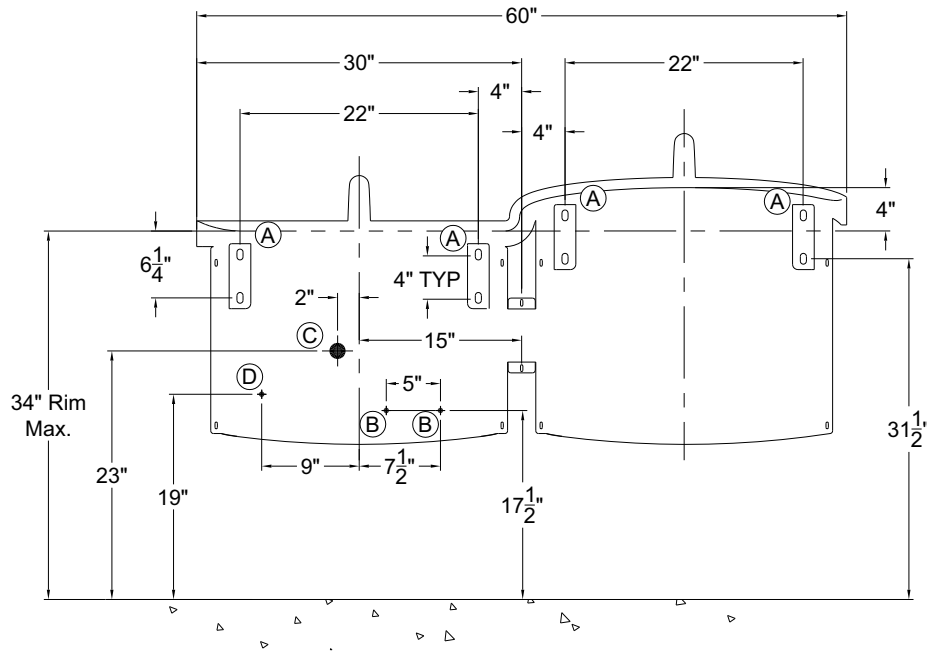 60"
30"
22"
4"
22"
4"
A
A
A
A
4"
6 1/4"
4" TYP
2"
C
15"
D
5"
34" Rim
Max.
B
B
31 1/2"
9"
7 1/2"
23"
19"
17 1/2"